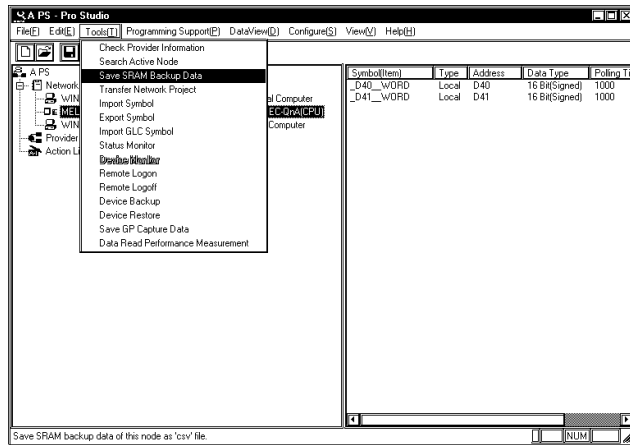 A PS - Pro Studio
File(F) Edit(E) Tools(T) Programming Support(P) DataView(D) Configure(S) View(V) Help(H)
Check Provider Information
Search Active Node
Save SRAM Backup Data
Transfer Network Project
Import Symbol
Export Symbol
Import GLC Symbol
Status Monitor
Device Monitor
Remote Logon
Remote Logoff
Device Backup
Device Restore
Save GP Capture Data
Data Read Performance Measurement
A PS
Network
WIN
al Computer
MEL
EC-QnA(CPU)
WIN
Computer
Provider
Action Li
Symbol(Item) Type Address Data Type Polling Ti
_D40__WORD Local D40 16 Bit(Signed) 1000
_D41__WORD Local D41 16 Bit(Signed) 1000
Save SRAM backup data of this node as 'csv' file.
NUM